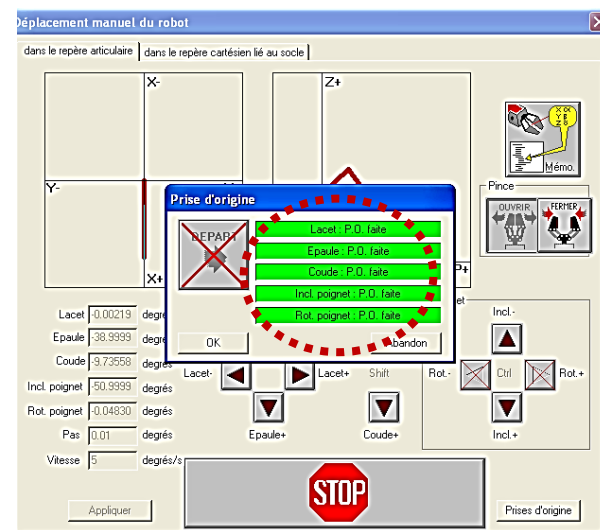 Déplacement manuel du robot
dans le repère articulaire
dans le repère cartésien lié au socle
X-
Z+
Y-
X+
P+
Mémo.
Pince
OUVRIR
FERMER
Prise d'origine
DEPART
Lacet : P.O. faite
Epaule : P.O. faite
Coude : P.O. faite
Incl. poignet : P.O. faite
Rot. poignet : P.O. faite
OK
Lacet -0.00219
Epaule -38.9999
Coude -9.73558 degrés
Incl. poignet -50.9999 degrés
Rot. poignet -0.04830 degrés
Pas 0.01 degrés
Vitesse 5 degrés/s
Lacet-
Lacet+
Shift
Epaule+
Coude+
Incl.-
Rot.-
Ctrl
Rot.+
Incl.+
STOP
Appliquer
Prises d'origine